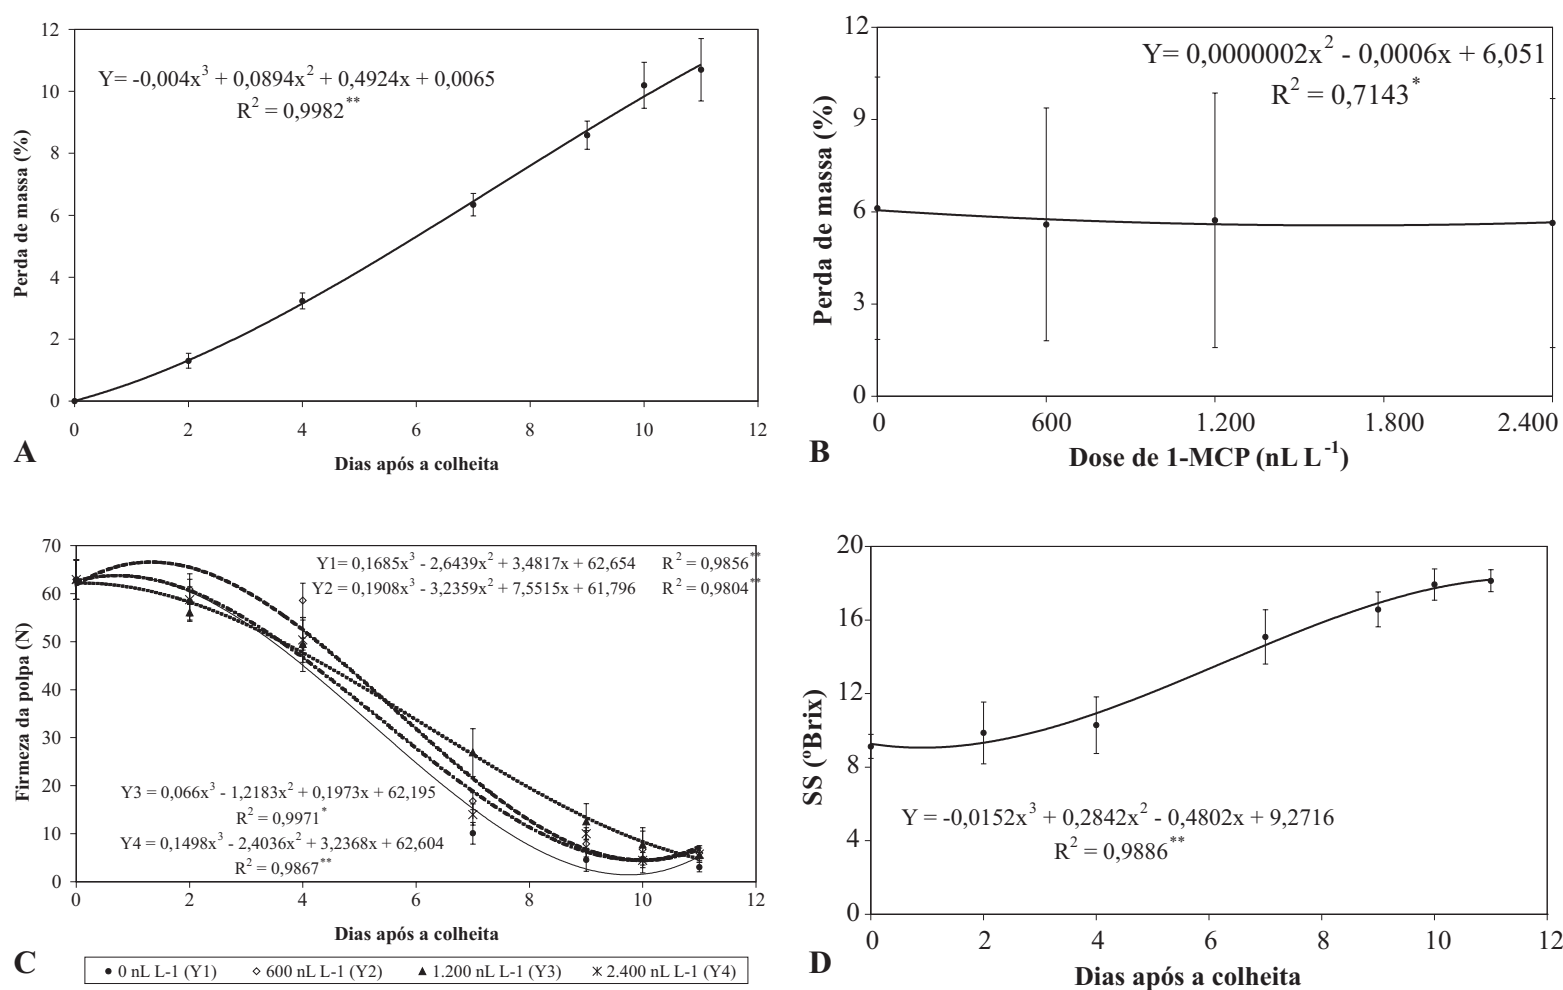 12
10
8
6
4
2
0
Perda de massa (%)
Y= -0,004x³ + 0,0894x² + 0,4924x + 0,0065
R² = 0,9982**
0 2 4 6 8 10 12
Dias após a colheita
A
12
9
6
3
0
Perda de massa (%)
Y= 0,0000002x² - 0,0006x + 6,051
R² = 0,7143*
0 600 1.200 1.800 2.400
Dose de 1-MCP (nL L⁻¹)
B
70
60
50
40
30
20
10
0
Firmeza da polpa (N)
Y1= 0,1685x³ - 2,6439x² + 3,4817x + 62,654 R² = 0,9856**
Y2= 0,1908x³ - 3,2359x² + 7,5515x + 61,796 R² = 0,9804**
Y3 = 0,066x³ - 1,2183x² + 0,1973x + 62,195
R² = 0,9971*
Y4= 0,1498x³ - 2,4036x² + 3,2368x + 62,604
R² = 0,9867**
0 2 4 6 8 10 12
Dias após a colheita
C
0 nL L-1 (Y1) 600 nL L-1 (Y2) 1.200 nL L-1 (Y3) 2.400 nL L-1 (Y4)
20
16
12
8
4
0
SS (ºBrix)
Y = -0,0152x³ + 0,2842x² - 0,4802x + 9,2716
R² = 0,9886**
0 2 4 6 8 10 12
Dias após a colheita
D